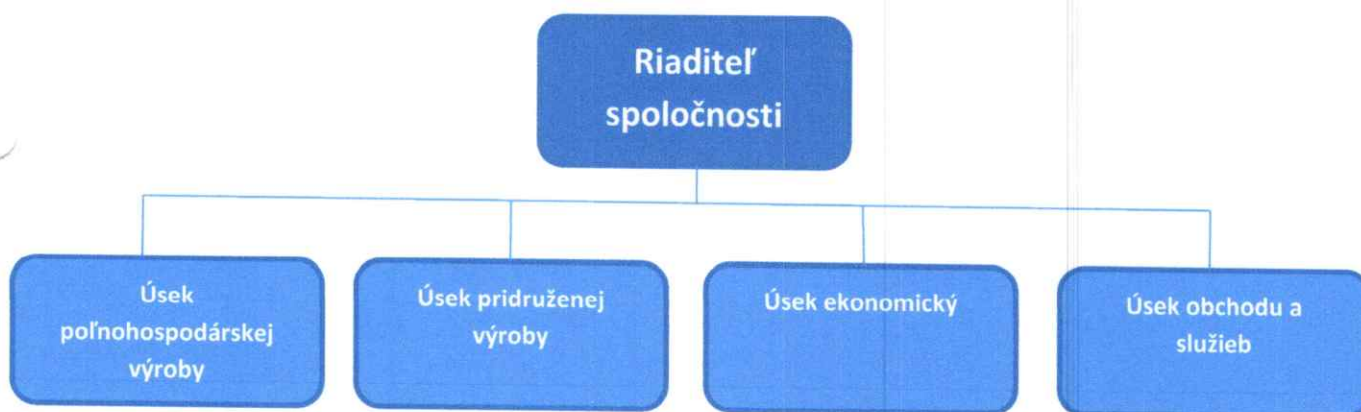 Riaditeľ
spoločnosti
Úsek
poľnohospodárskej
výroby
Úsek pridruženej
výroby
Úsek ekonomický
Úsek obchodu a
služieb